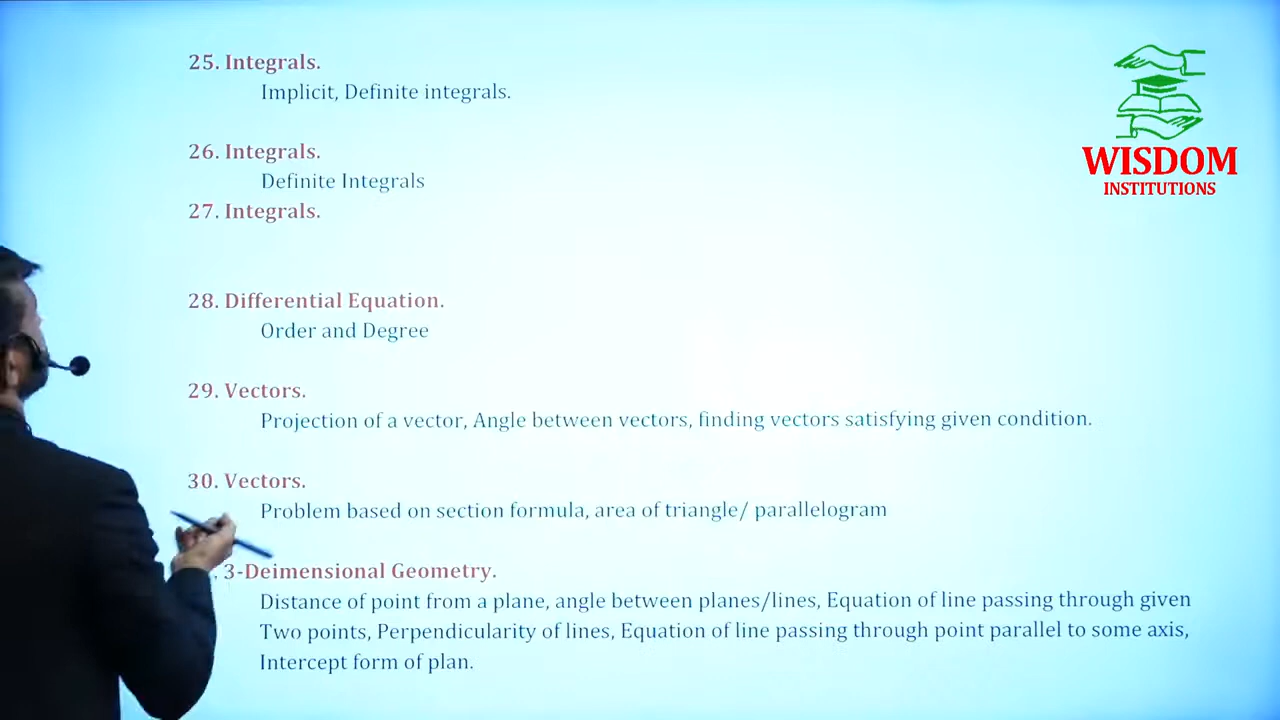 25. Integrals.
Implicit, Definite integrals.
26. Integrals.
Definite Integrals
27. Integrals.
28. Differential Equation.
Order and Degree
29. Vectors.
Projection of a vector, Angle between vectors, finding vectors satisfying given condition.
30. Vectors.
Problem based on section formula, area of triangle/ parallelogram
. 3-Deimensional Geometry.
Distance of point from a plane, angle between planes/lines, Equation of line passing through given
Two points, Perpendicularity of lines, Equation of line passing through point parallel to some axis,
Intercept form of plan.
WISDOM
INSTITUTIONS